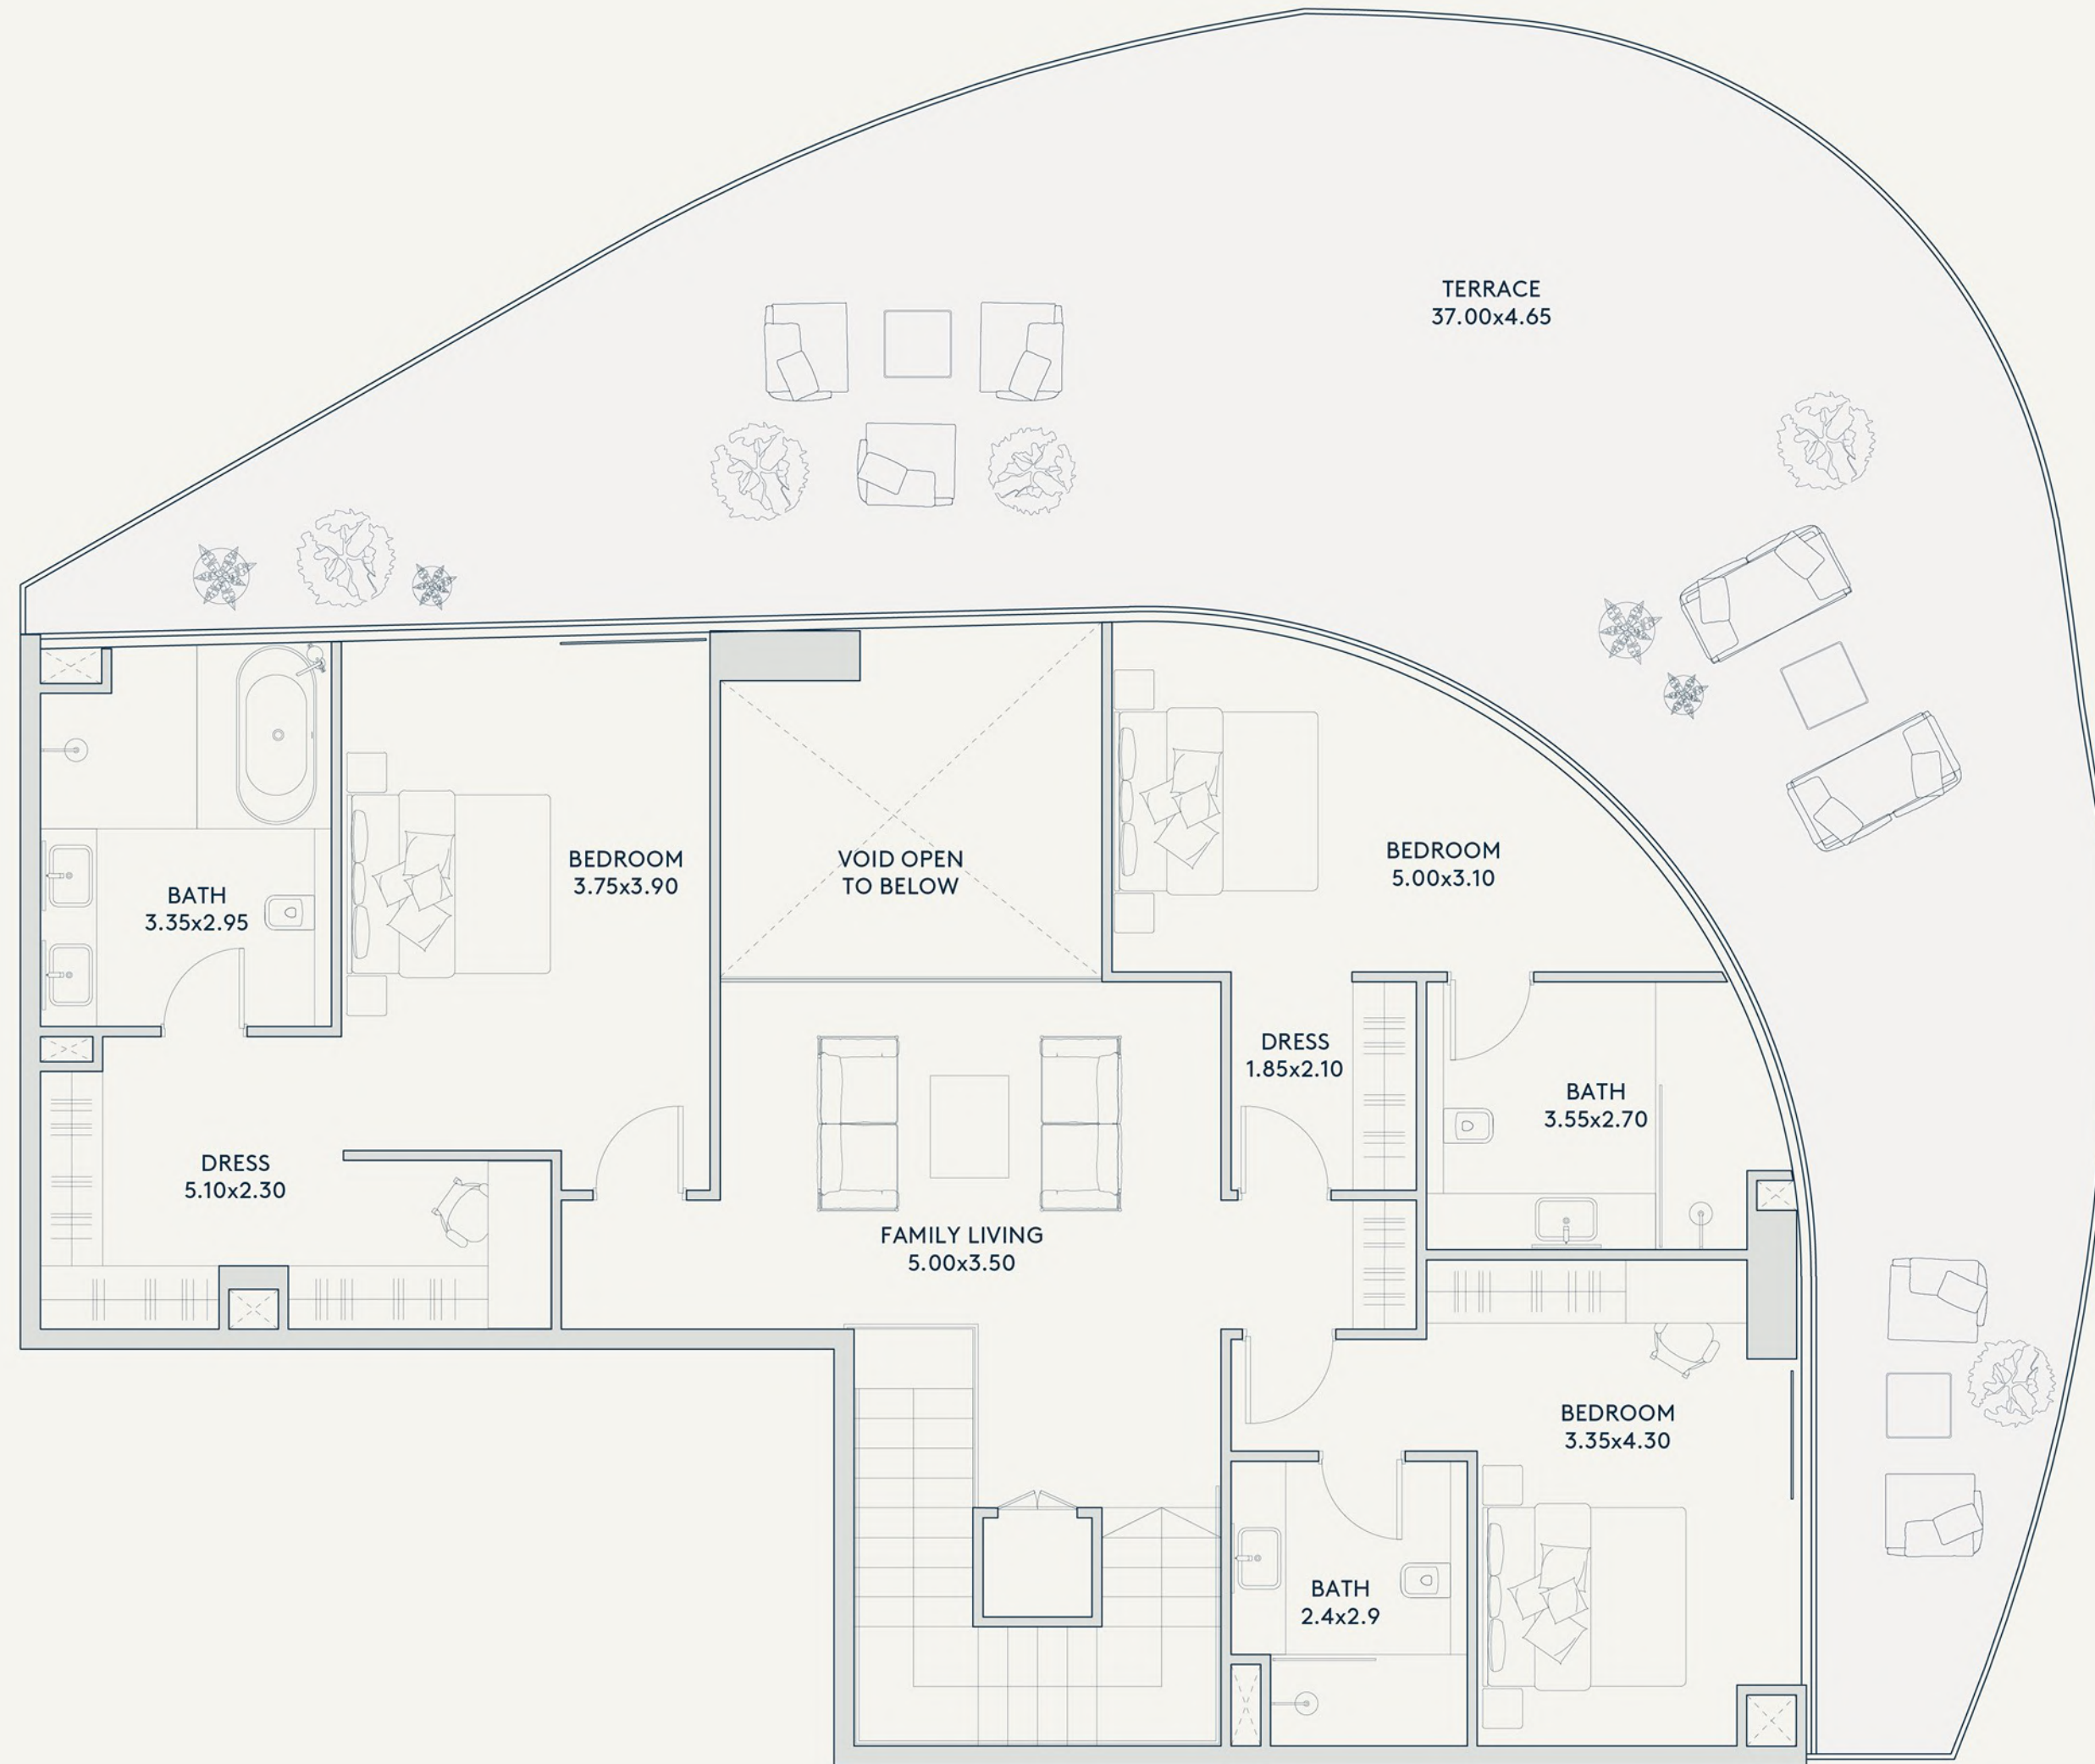 TERRACE
37.00x4.65
BEDROOM
3.75x3.90
VOID OPEN
TO BELOW
BEDROOM
5.00x3.10
BATH
3.35x2.95
DRESS
1.85x2.10
BATH
3.55x2.70
DRESS
5.10x2.30
FAMILY LIVING
5.00x3.50
BEDROOM
3.35x4.30
BATH
2.4x2.9